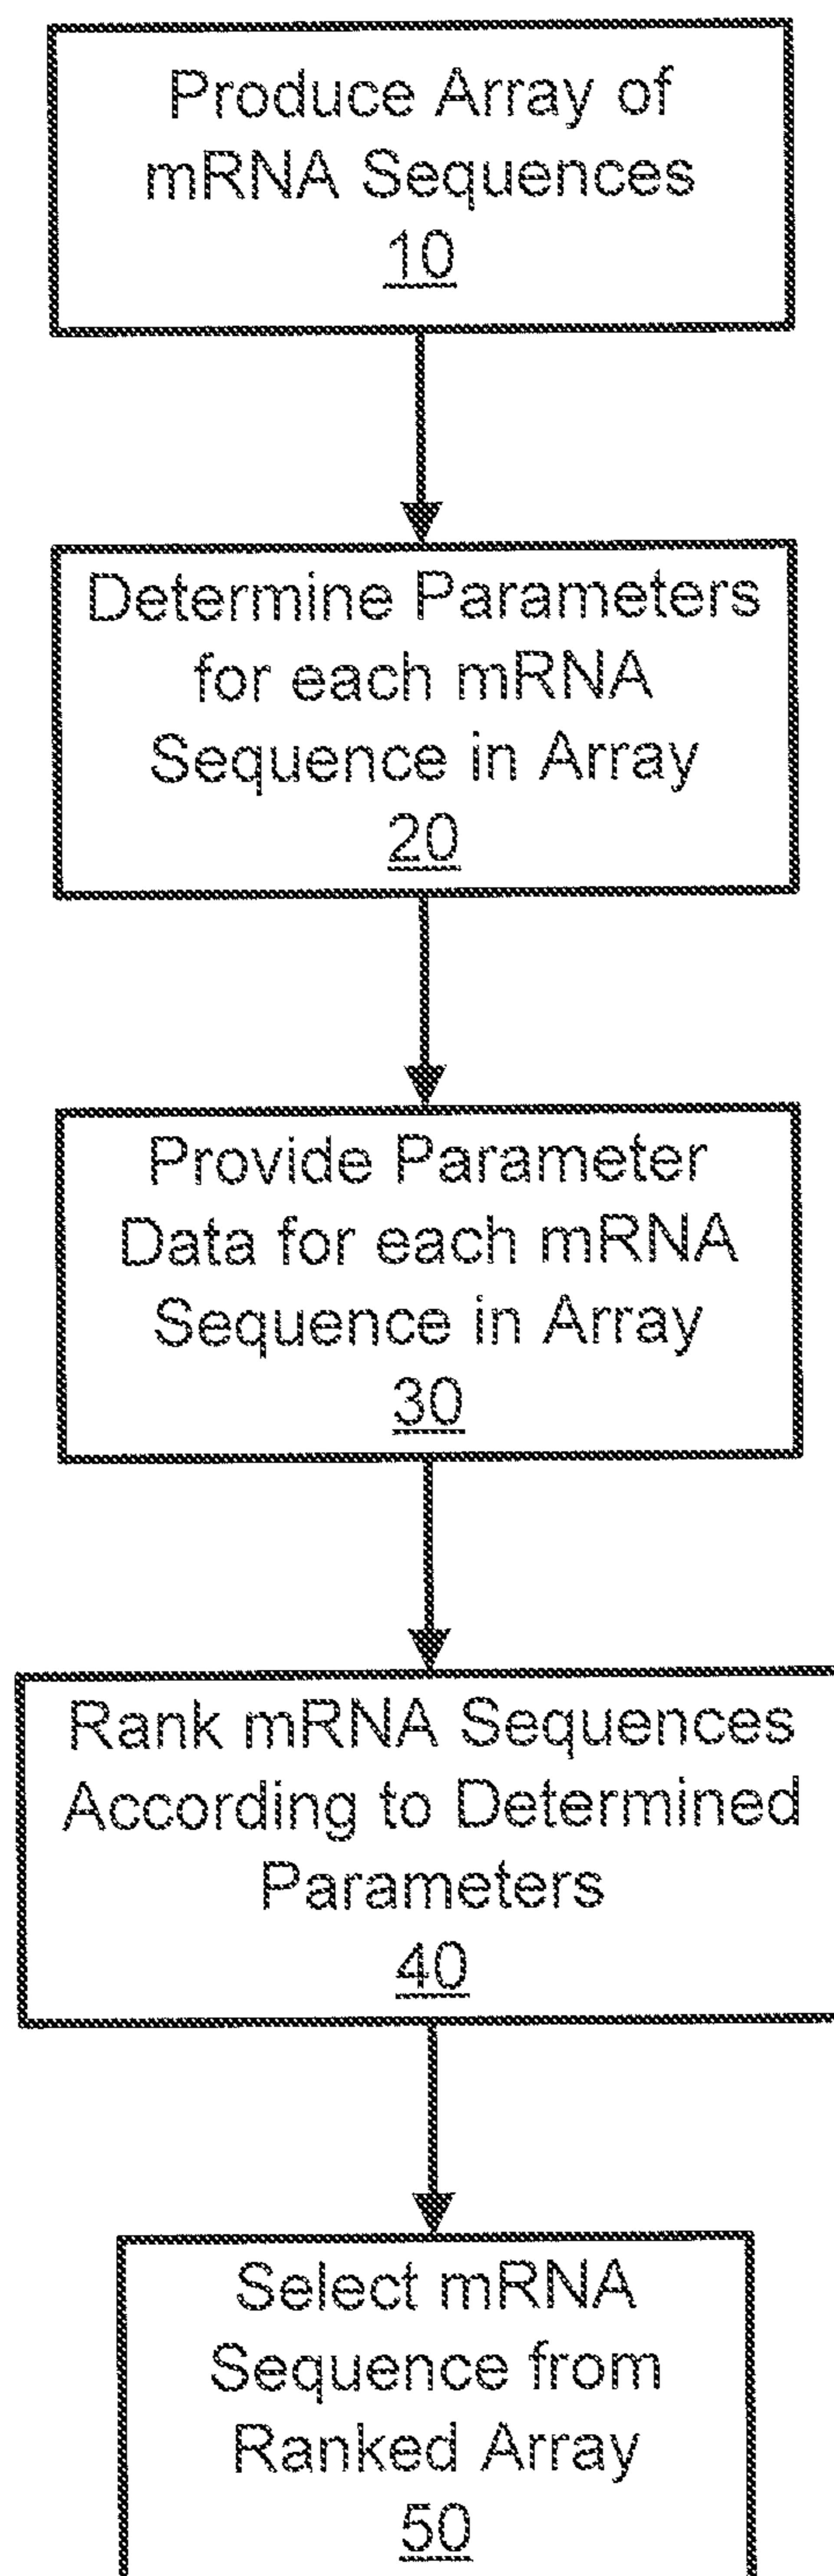 Produce Array of
mRNA Sequences
10
Determine Parameters
for each mRNA
Sequence in Array
20
Provide Parameter
Data for each mRNA
Sequence in Array
30
Rank mRNA Sequences
According to Determined
Parameters
40
Select mRNA
Sequence from
Ranked Array
50